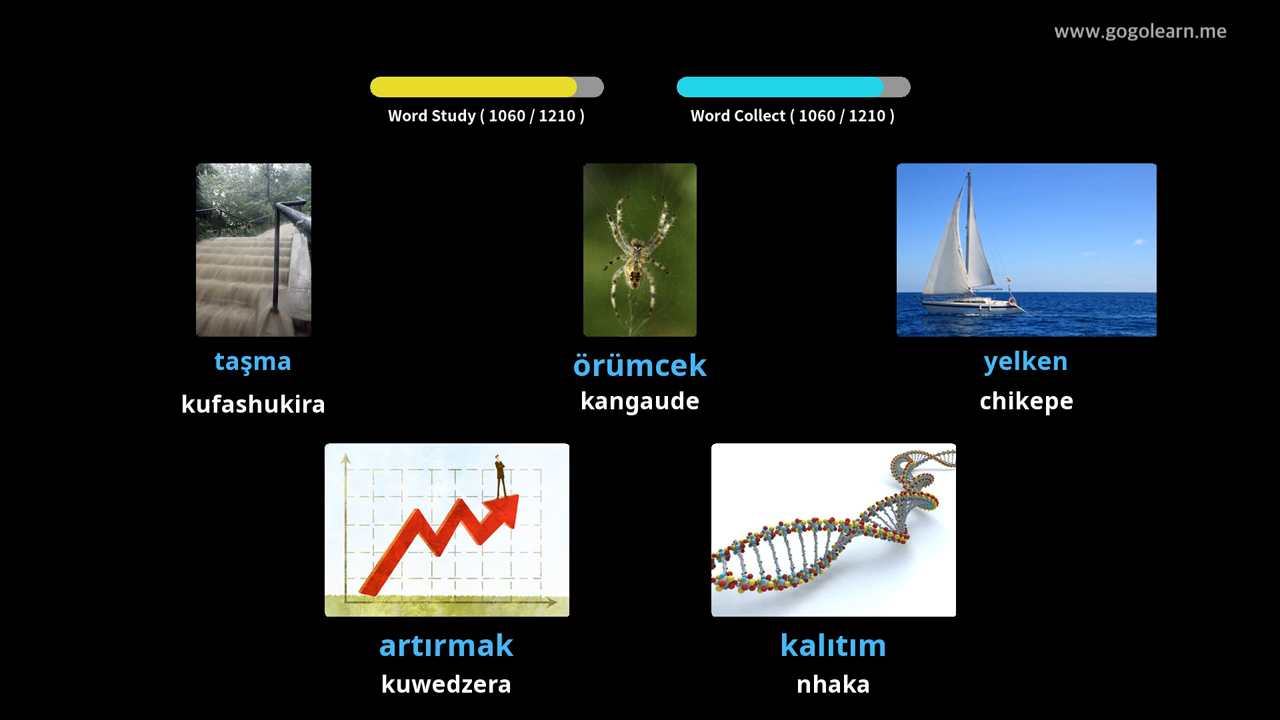 www.gogolearn.me
Word Study ( 1060 / 1210 )
Word Collect ( 1060 / 1210 )
taşma
kufashukira
örümcek
kangaude
yelken
chikepe
artırmak
kuwedzera
kalıtım
nhaka